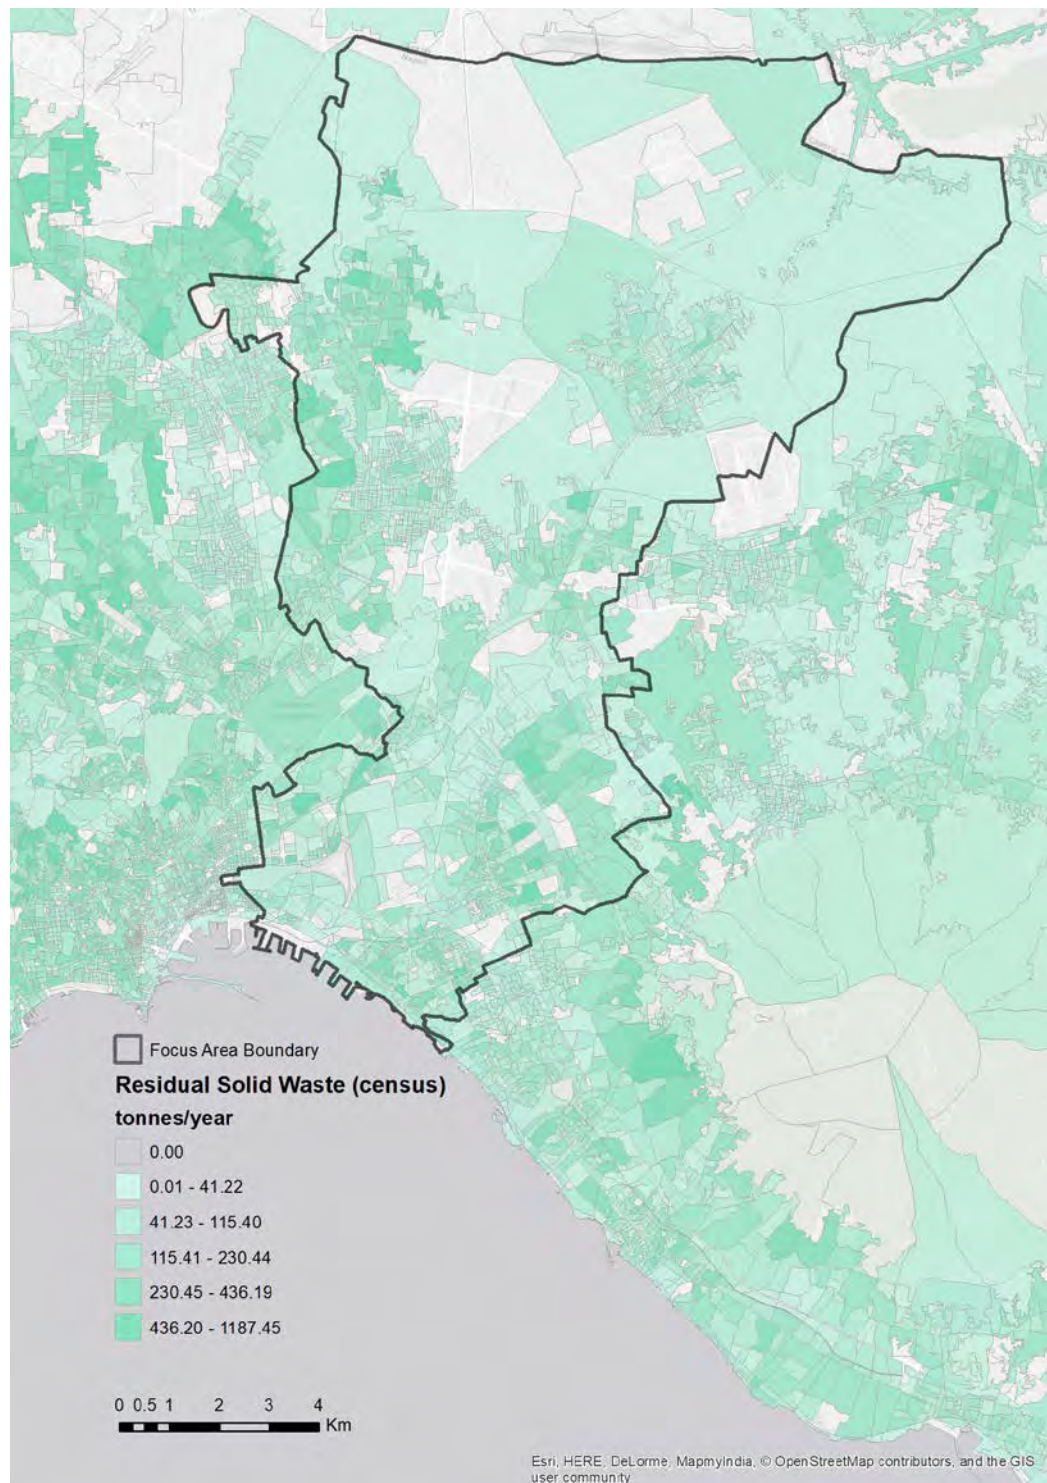 Focus Area Boundary
Residual Solid Waste (census)
tonnes/year
0.00
0.01 - 41.22
41.23 - 115.40
115.41 - 230.44
230.45 - 436.19
436.20 - 1187.45
0 0.5 1 2 3 4
Km
Esri, HERE, DeLorme, MapmyIndia, © OpenStreetMap contributors, and the GIS
user community